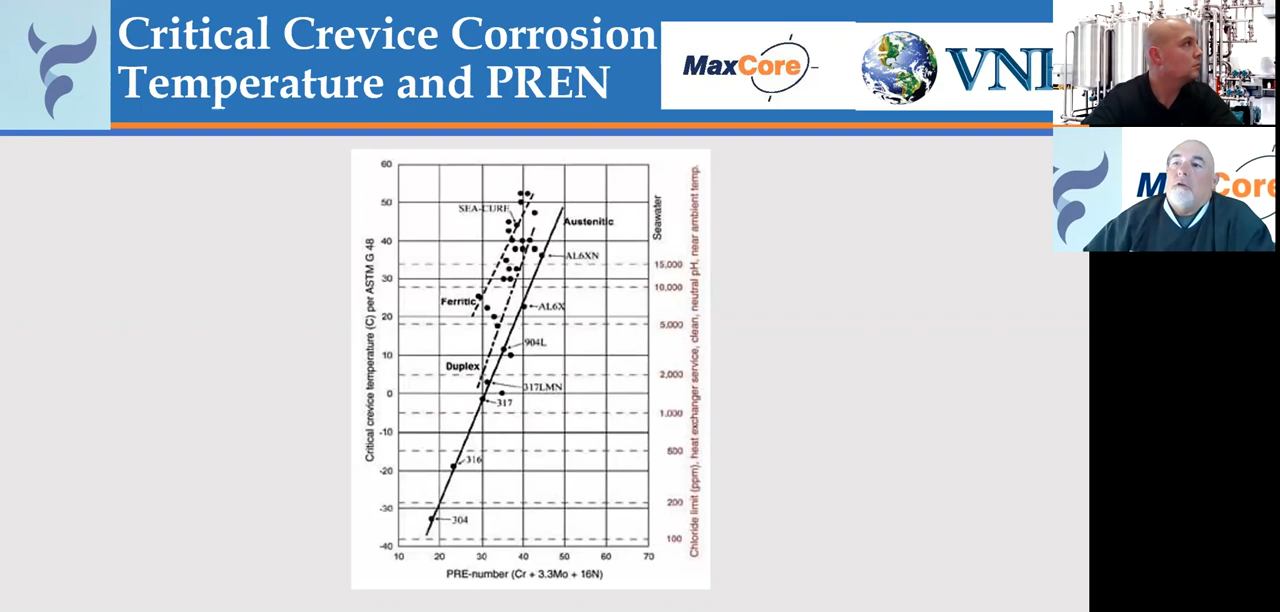 Critical Crevice Corrosion
Temperature and PREN
MaxCore
VNE
Critical crevice temperature (C) per ASTM G 48
60
50
40
30
20
10
0
-10
-20
-30
-40
10
20
30
40
50
60
70
PRE-number (Cr + 3.3Mo + 16N)
SEA-CURE
Austenitic
AL6XN
Ferritic
AL6X
904L
Duplex
317LMN
317
316
304
Seawater
15,000
10,000
5,000
2,000
1,000
500
200
100
Chloride limit (ppm), heat exchanger service, clean, neutral pH, near ambient temp.
M
Core